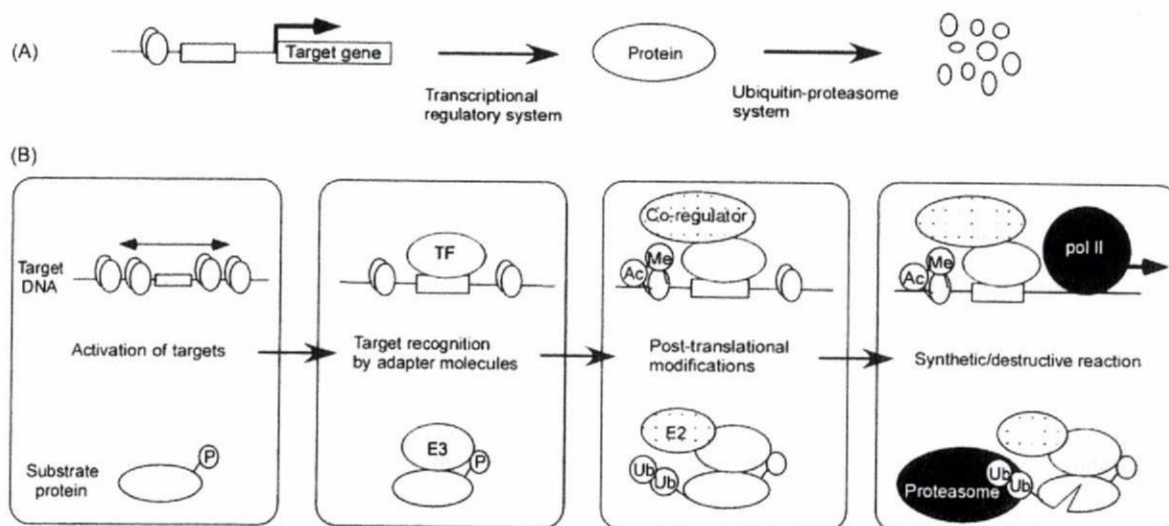 (A)
Target gene
Transcriptional
regulatory system
Protein
Ubiquitin-proteasome
system
(B)
Target
DNA
Activation of targets
Substrate
protein
P
TF
Target recognition
by adapter molecules
E3
P
Co-regulator
Me
Ac
Post-translational
modifications
E2
Ub
Ub
pol II
Me
Ac
Synthetic/destructive reaction
Proteasome
Ub
Ub